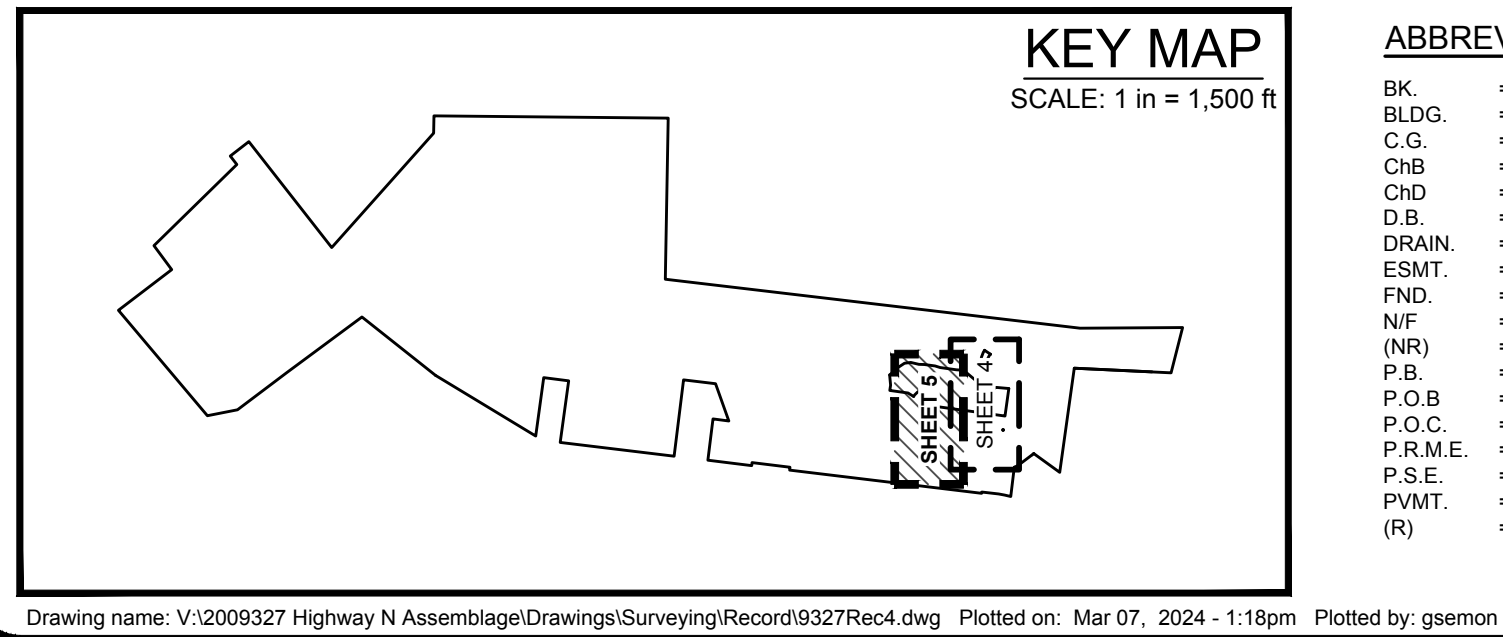 KEY MAP
SCALE: 1 in = 1,500 ft
SHEET 5
SHEET 4
ABBREV
BK. =
BLDG. =
C.G. =
ChB =
ChD =
D.B. =
DRAIN. =
ESMT. =
FND. =
N/F =
(NR) =
P.B. =
P.O.B =
P.O.C. =
P.R.M.E. =
P.S.E. =
PVMT. =
(R) =
Drawing name: V:\2009327 Highway N Assemblage\Drawings\Surveying\Record\9327Rec4.dwg Plotted on: Mar 07, 2024 - 1:18pm Plotted by: gsemon